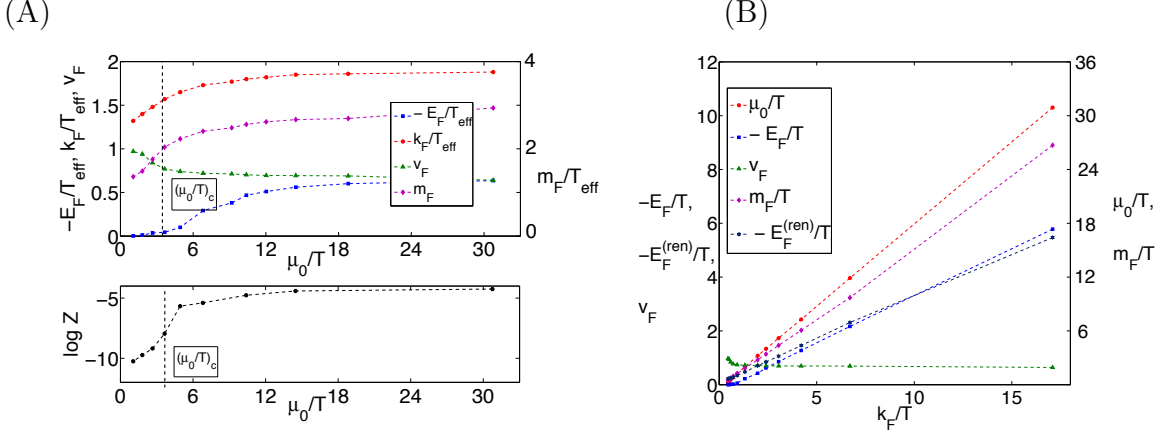 (A)
(B)
−E_F/T_eff, k_F/T_eff, v_F
2
1.5
1
0.5
0
4
2
0
m_F/T_eff
− E_F/T_eff
k_F/T_eff
v_F
m_F
(μ_0/T)_c
0 6 12 18 24 30
μ_0/T
log Z
−5
−10
(μ_0/T)_c
0 6 12 18 24 30
μ_0/T
12
10
8
6
4
2
0
36
30
24
18
12
6
μ_0/T
− E_F/T
v_F
m_F/T
− E_F^(ren)/T
−E_F/T,
−E_F^(ren)/T,
v_F
μ_0/T,
m_F/T
0 5 10 15
k_F/T